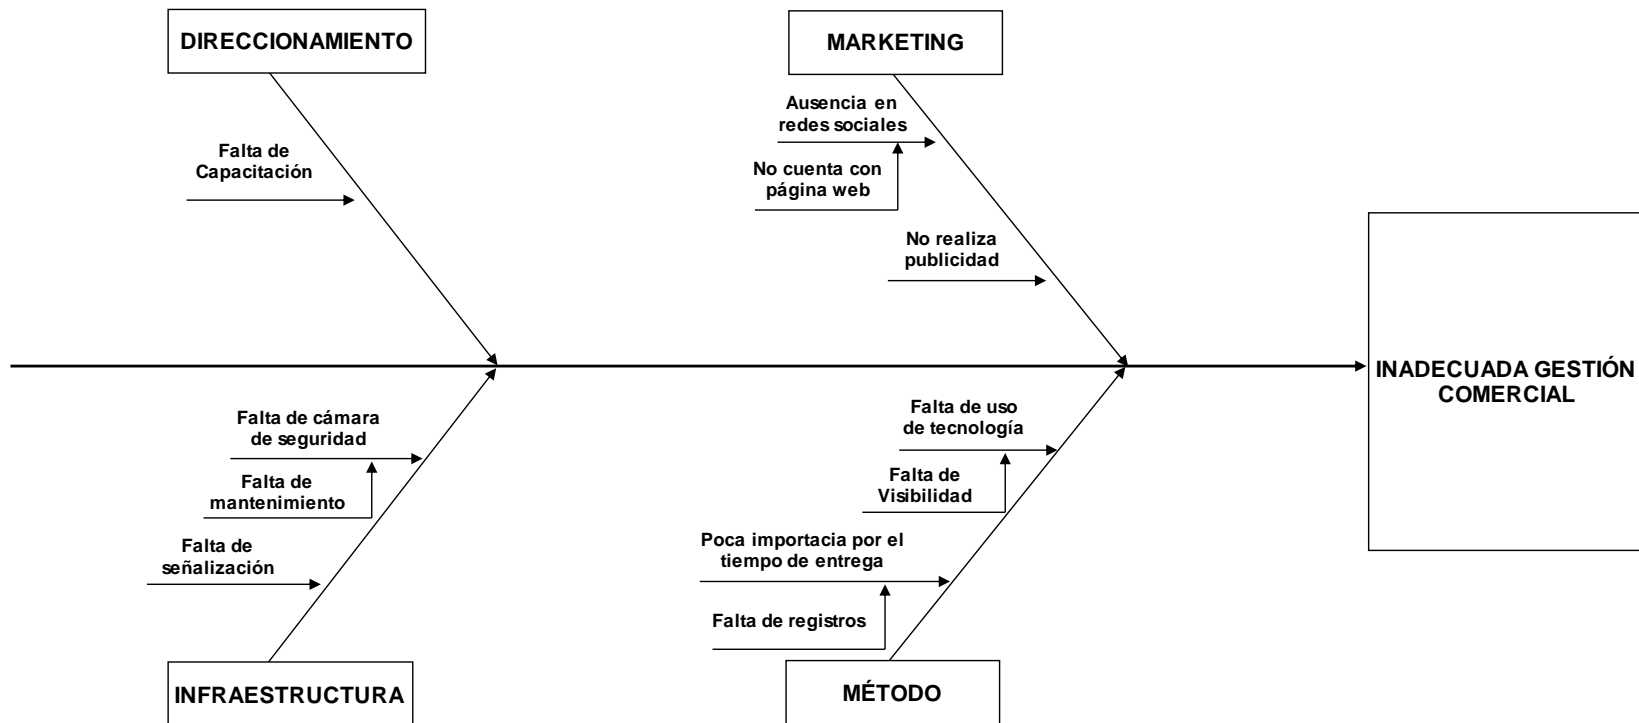 DIRECCIONAMIENTO
MARKETING
Ausencia en
redes sociales
Falta de
Capacitación
No cuenta con
página web
No realiza
publicidad
INADECUADA GESTIÓN
COMERCIAL
Falta de cámara
de seguridad
Falta de
mantenimiento
Falta de
señalización
Falta de uso
de tecnología
Falta de
Visibilidad
Poca importacia por el
tiempo de entrega
Falta de registros
INFRAESTRUCTURA
MÉTODO